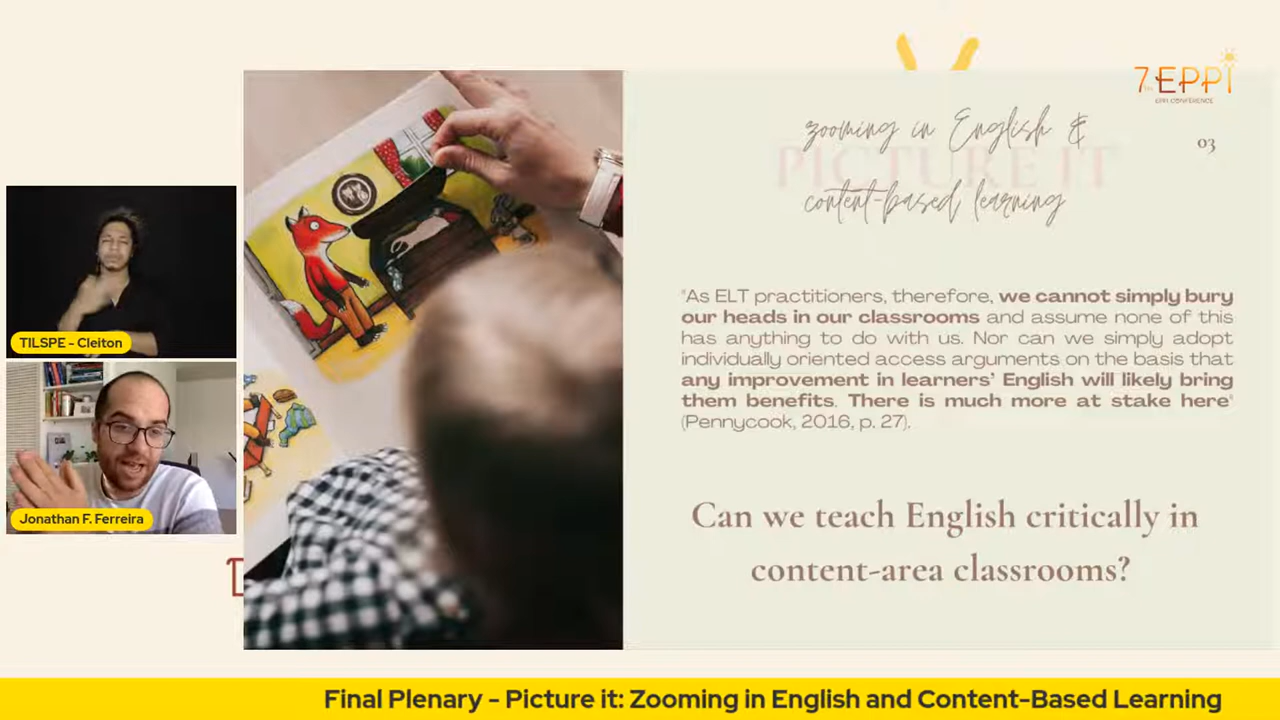 7 EPPI
EPPI CONFERENCE
zooming in English &
PICTURE IT
content-based learning
03
"As ELT practitioners, therefore, we cannot simply bury
our heads in our classrooms and assume none of this
has anything to do with us. Nor can we simply adopt
individually oriented access arguments on the basis that
any improvement in learners' English will likely bring
them benefits. There is much more at stake here"
(Pennycook, 2016, p. 27).
Can we teach English critically in
content-area classrooms?
TILSPE - Cleiton
Jonathan F. Ferreira
Final Plenary - Picture it: Zooming in English and Content-Based Learning